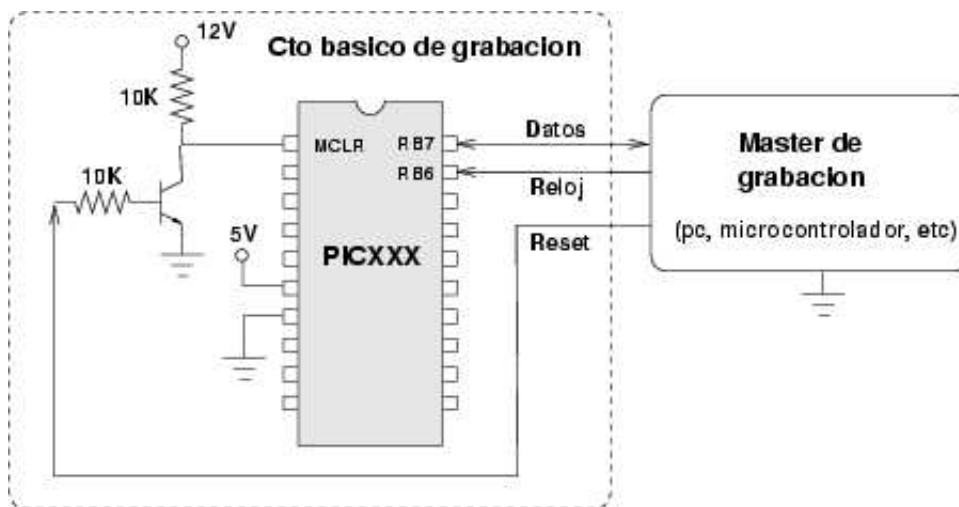 12V
Cto basico de grabacion
10K
MCLR
RB7
Datos
Master de
grabacion
10K
RB6
Reloj
(pc, microcontrolador, etc)
5V
PICXXX
Reset